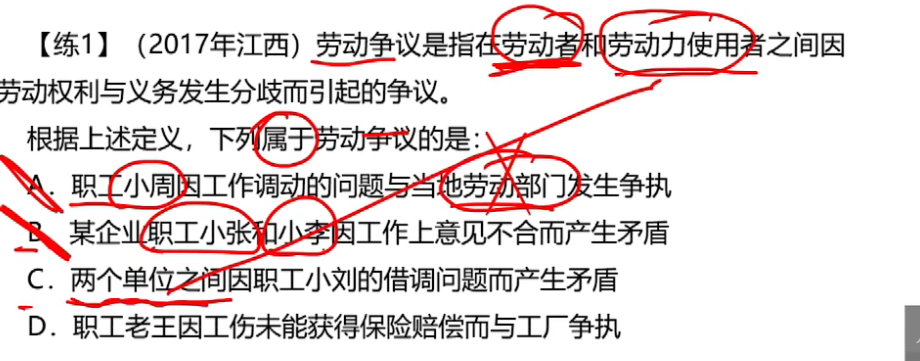 【练1】（2017年江西）劳动争议是指在劳动者和劳动力使用者之间因
劳动权利与义务发生分歧而引起的争议。
根据上述定义，下列属于劳动争议的是：
A．职工小周因工作调动的问题与当地劳动部门发生争执
B．某企业职工小张和小李因工作上意见不合而产生矛盾
C．两个单位之间因职工小刘的借调问题而产生矛盾
D．职工老王因工伤未能获得保险赔偿而与工厂争执